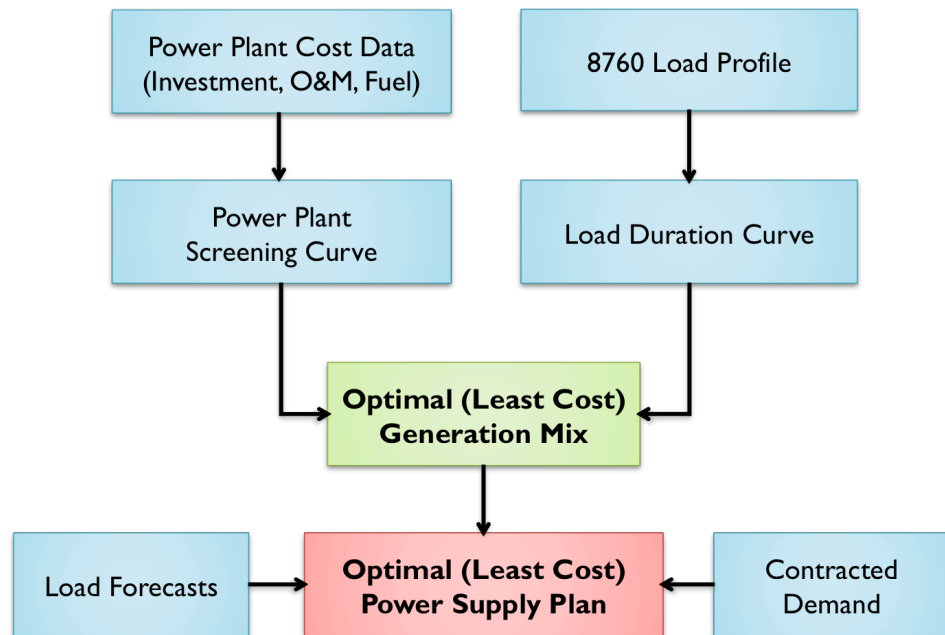 Power Plant Cost Data
(Investment, O&M, Fuel)
8760 Load Profile
Power Plant
Screening Curve
Load Duration Curve
Optimal (Least Cost)
Generation Mix
Load Forecasts
Optimal (Least Cost)
Power Supply Plan
Contracted
Demand